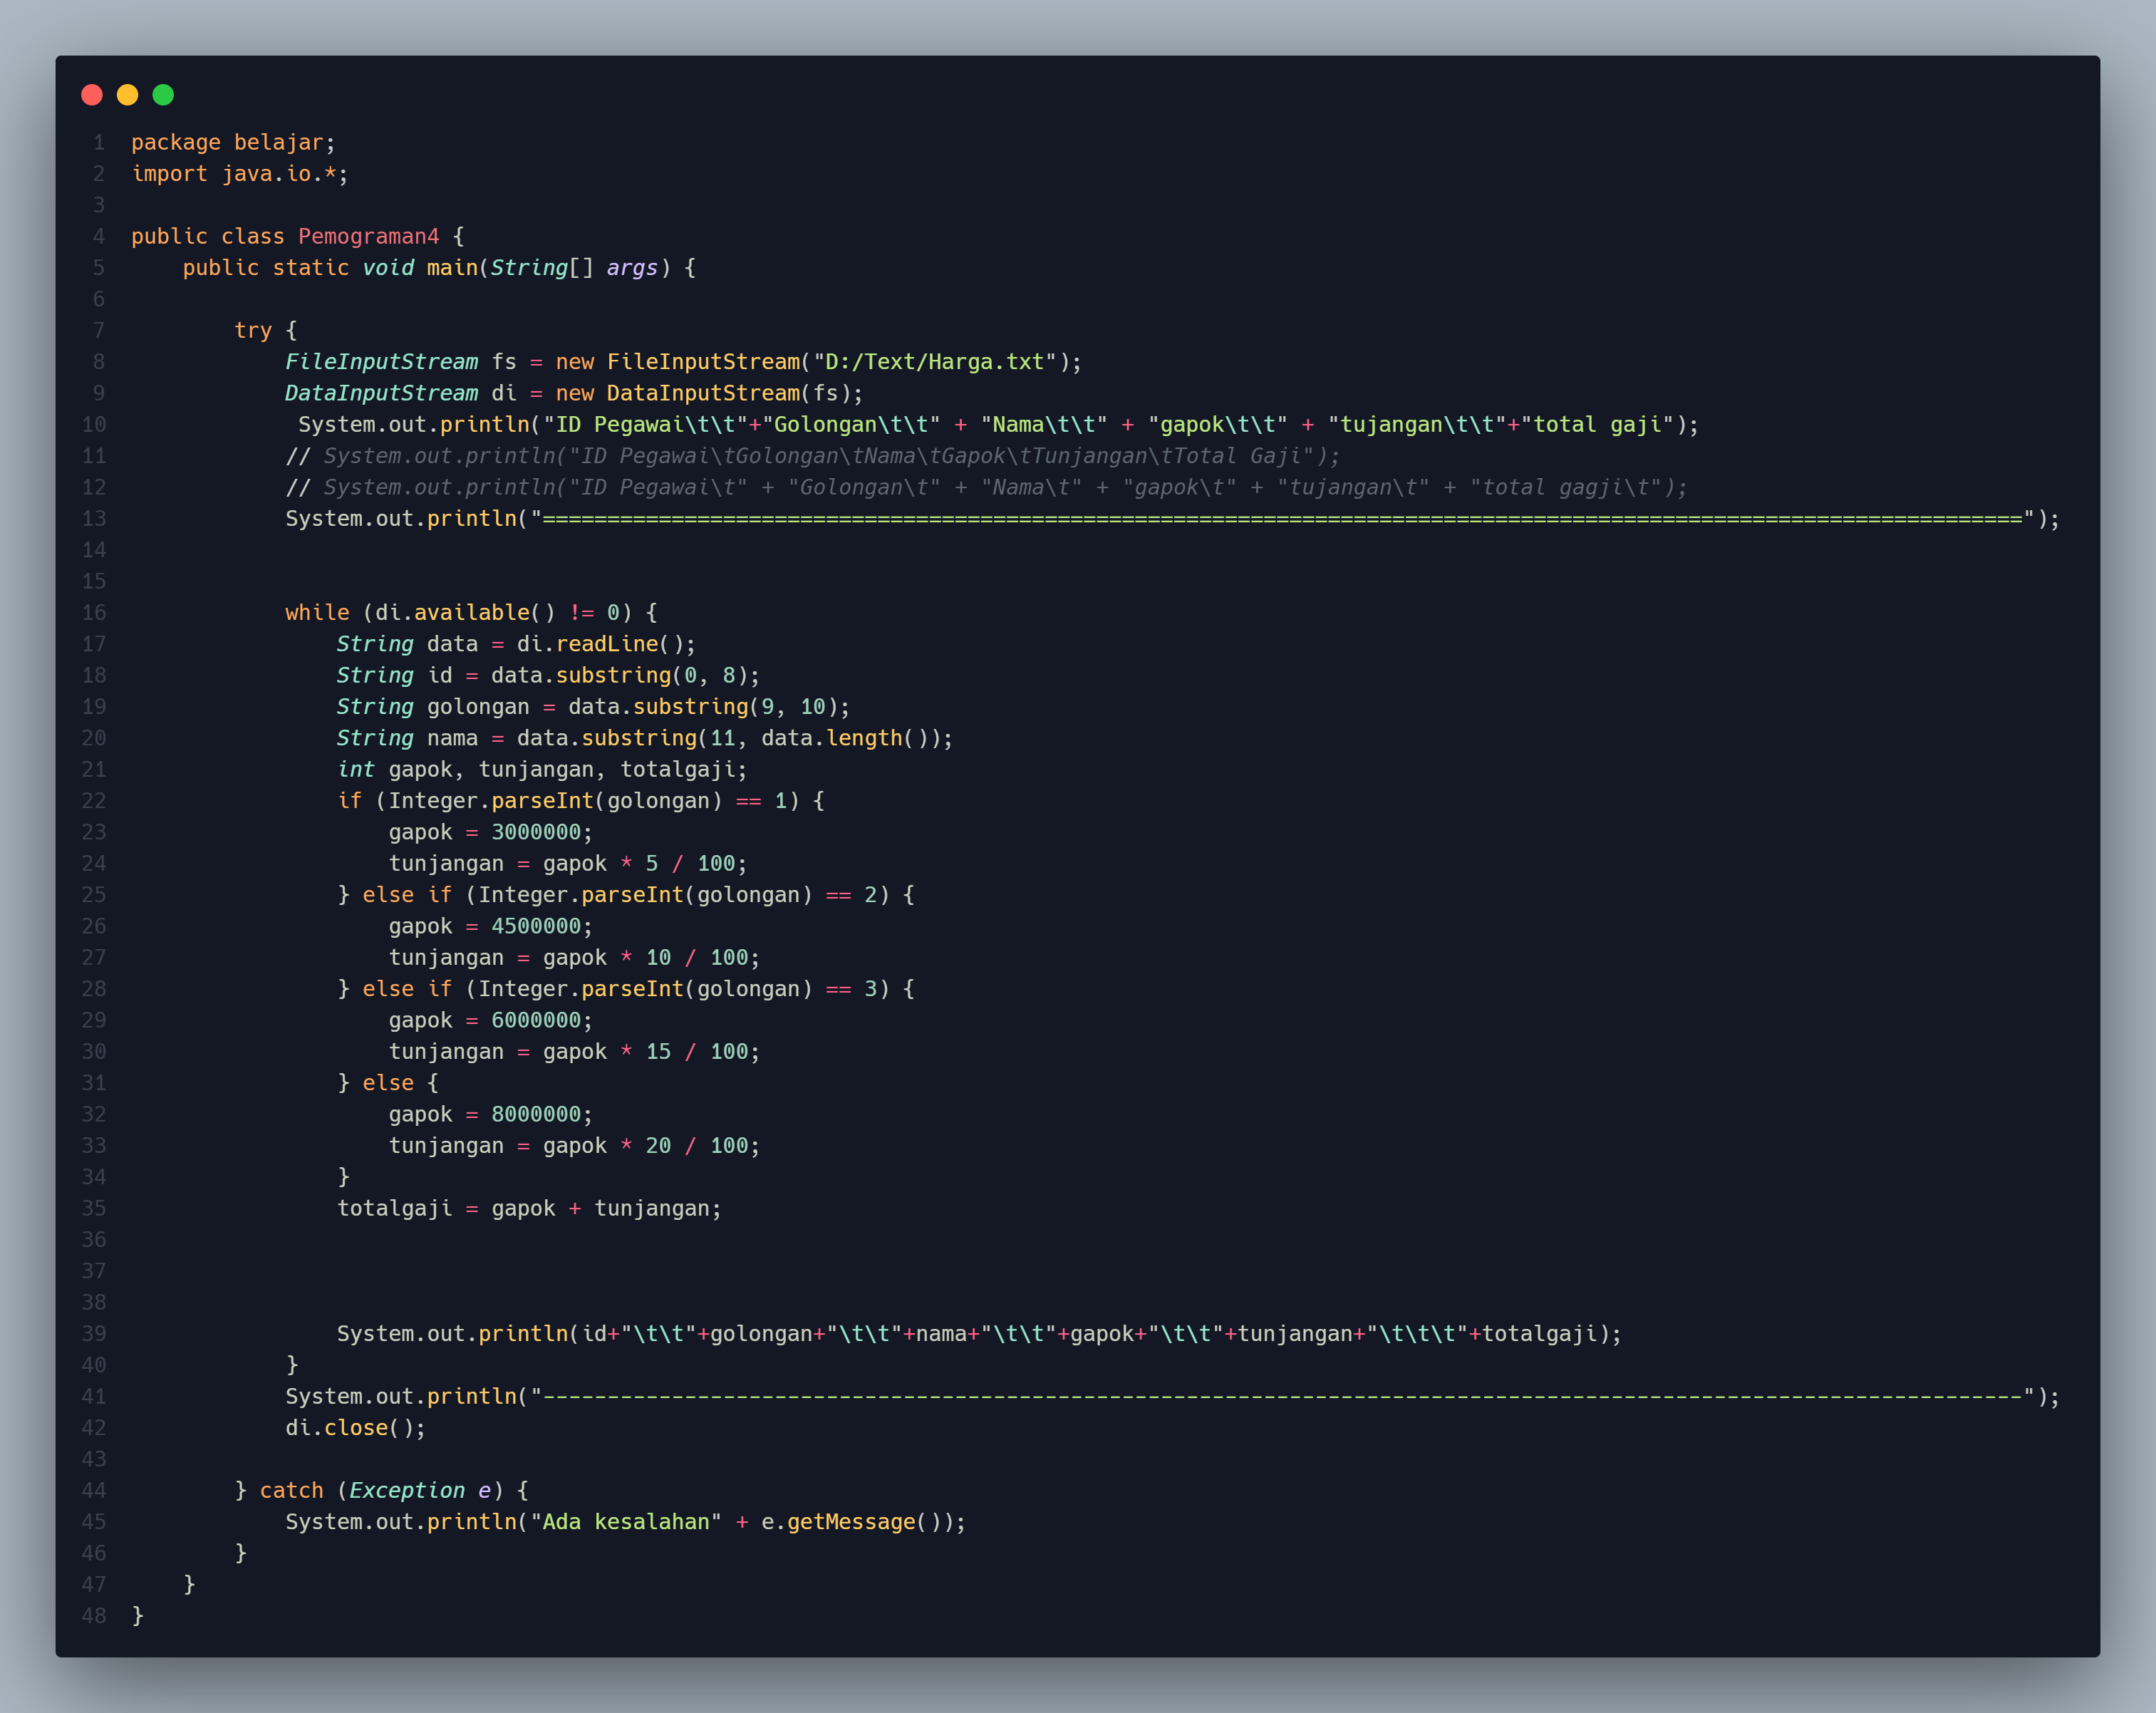 1 package belajar;
2 import java.io.*;
3
4 public class Pemograman4 {
5     public static void main(String[] args) {
6
7         try {
8             FileInputStream fs = new FileInputStream("D:/Text/Harga.txt");
9             DataInputStream di = new DataInputStream(fs);
10              System.out.println("ID Pegawai\t\t"+"Golongan\t\t" + "Nama\t\t" + "gapok\t\t" + "tujangan\t\t"+"total gaji");
11             // System.out.println("ID Pegawai\tGolongan\tNama\tGapok\tTunjangan\tTotal Gaji");
12             // System.out.println("ID Pegawai\t" + "Golongan\t" + "Nama\t" + "gapok\t" + "tujangan\t" + "total gagji\t");
13             System.out.println("===================================================================================================================");
14
15
16             while (di.available() != 0) {
17                 String data = di.readLine();
18                 String id = data.substring(0, 8);
19                 String golongan = data.substring(9, 10);
20                 String nama = data.substring(11, data.length());
21                 int gapok, tunjangan, totalgaji;
22                 if (Integer.parseInt(golongan) == 1) {
23                     gapok = 3000000;
24                     tunjangan = gapok * 5 / 100;
25                 } else if (Integer.parseInt(golongan) == 2) {
26                     gapok = 4500000;
27                     tunjangan = gapok * 10 / 100;
28                 } else if (Integer.parseInt(golongan) == 3) {
29                     gapok = 6000000;
30                     tunjangan = gapok * 15 / 100;
31                 } else {
32                     gapok = 8000000;
33                     tunjangan = gapok * 20 / 100;
34                 }
35                 totalgaji = gapok + tunjangan;
36
37
38
39                 System.out.println(id+"\t\t"+golongan+"\t\t"+nama+"\t\t"+gapok+"\t\t"+tunjangan+"\t\t\t"+totalgaji);
40             }
41             System.out.println("-------------------------------------------------------------------------------------------------------------------");
42             di.close();
43
44         } catch (Exception e) {
45             System.out.println("Ada kesalahan" + e.getMessage());
46         }
47     }
48 }